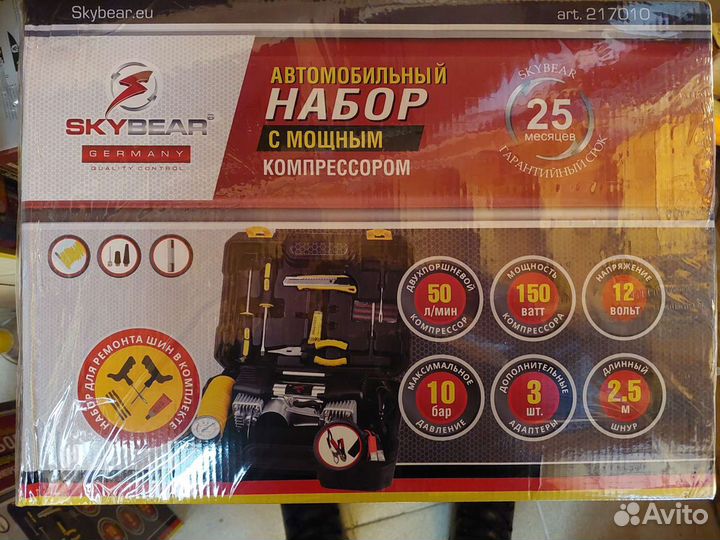 Skybear.eu
art. 217010
SKYBEAR®
GERMANY
QUALITY CONTROL
АВТОМОБИЛЬНЫЙ
НАБОР
С МОЩНЫМ
КОМПРЕССОРОМ
SKYBEAR
25
месяцев
ГАРАНТИЙНЫЙ СРОК
НАБОР ДЛЯ РЕМОНТА ШИН В КОМПЛЕКТЕ
ДВУХПОРШНЕВОЙ
50
л/мин
КОМПРЕССОР
МОЩНОСТЬ
150
ватт
КОМПРЕССОРА
НАПРЯЖЕНИЕ
12
вольт
МАКСИМАЛЬНОЕ
10
бар
ДАВЛЕНИЕ
ДОПОЛНИТЕЛЬНЫЕ
3
шт.
АДАПТЕРЫ
ДЛИННЫЙ
2.5
м
ШНУР
Avito